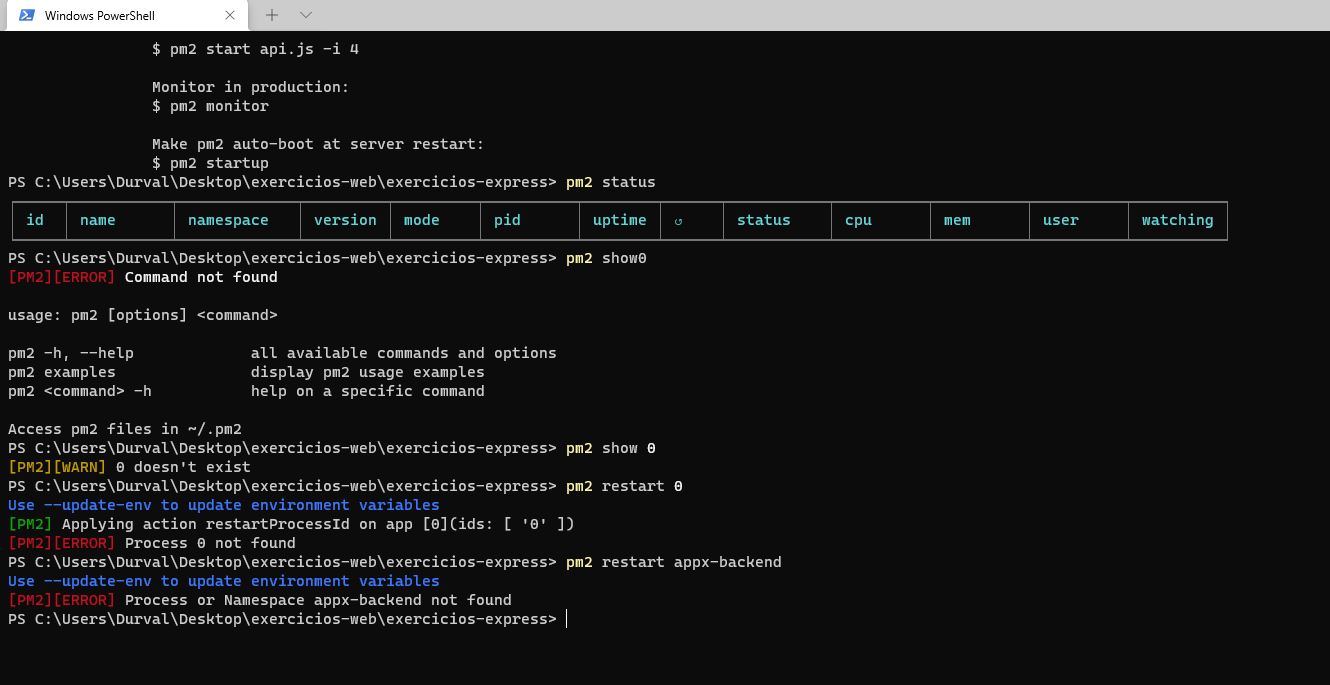 Windows PowerShell
$ pm2 start api.js -i 4
Monitor in production:
$ pm2 monitor
Make pm2 auto-boot at server restart:
$ pm2 startup
PS C:\Users\Durval\Desktop\exercicios-web\exercicios-express> pm2 status
id name namespace version mode pid uptime ↺ status cpu mem user watching
PS C:\Users\Durval\Desktop\exercicios-web\exercicios-express> pm2 show0
[PM2][ERROR] Command not found
usage: pm2 [options] <command>
pm2 -h, --help all available commands and options
pm2 examples display pm2 usage examples
pm2 <command> -h help on a specific command
Access pm2 files in ~/.pm2
PS C:\Users\Durval\Desktop\exercicios-web\exercicios-express> pm2 show 0
[PM2][WARN] 0 doesn't exist
PS C:\Users\Durval\Desktop\exercicios-web\exercicios-express> pm2 restart 0
Use --update-env to update environment variables
[PM2] Applying action restartProcessId on app [0](ids: [ '0' ])
[PM2][ERROR] Process 0 not found
PS C:\Users\Durval\Desktop\exercicios-web\exercicios-express> pm2 restart appx-backend
Use --update-env to update environment variables
[PM2][ERROR] Process or Namespace appx-backend not found
PS C:\Users\Durval\Desktop\exercicios-web\exercicios-express>